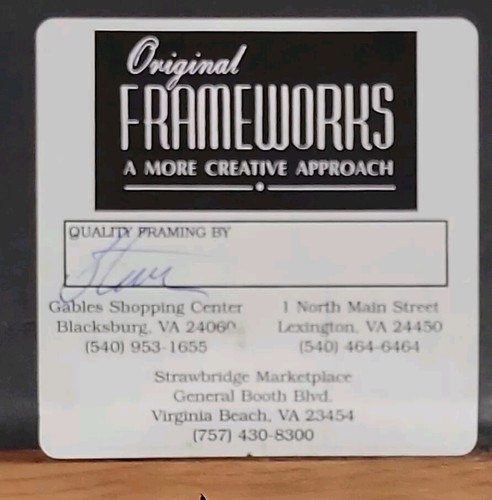 Original
FRAMEWORKS
A MORE CREATIVE APPROACH
QUALITY FRAMING BY
Gables Shopping Center
Blacksburg, VA 24060
(540) 953-1655
1 North Main Street
Lexington, VA 24450
(540) 464-6464
Strawbridge Marketplace
General Booth Blvd.
Virginia Beach, VA 23454
(757) 430-8300